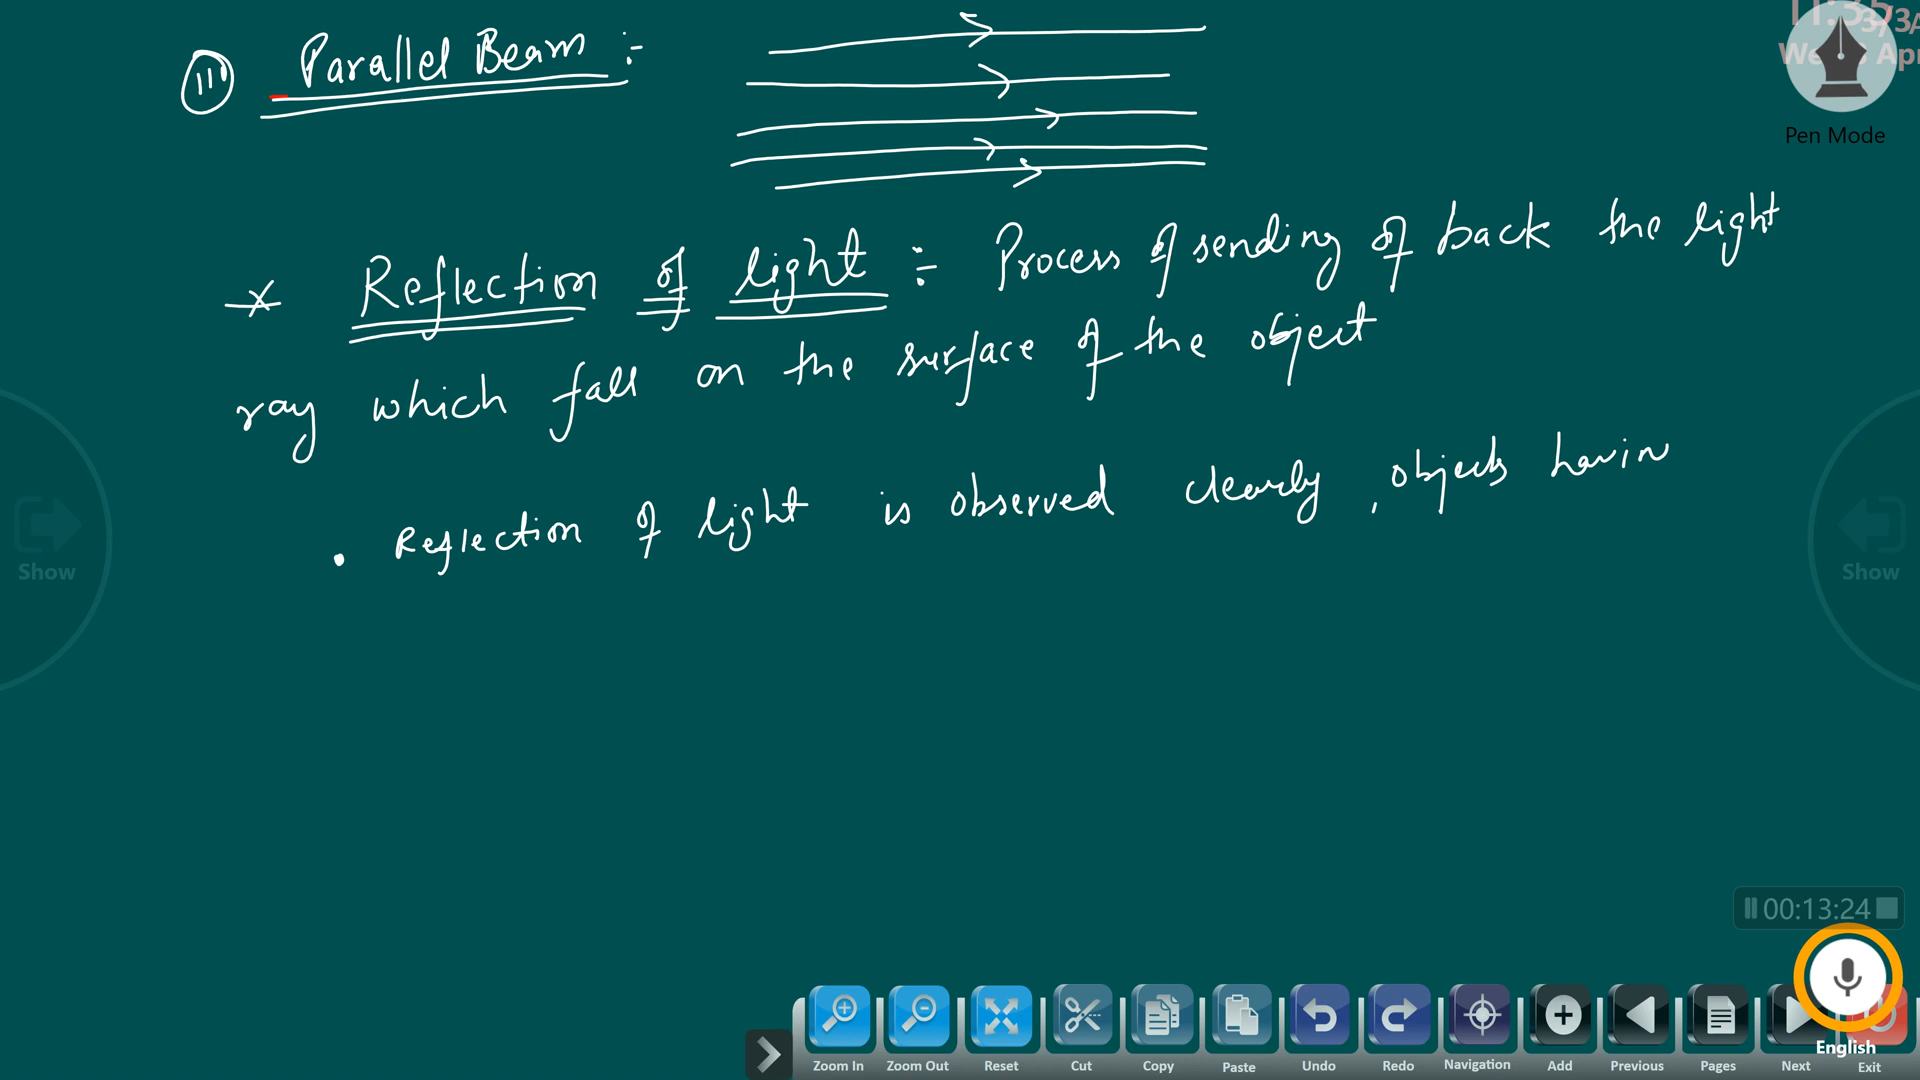 (iii) Parallel Beam :-
Pen Mode
* Reflection of light :- Process of sending of back the light
ray which fall on the surface of the object
• Reflection of light is observed clearly, objects havin
Show
Show
00:13:24
Zoom In Zoom Out Reset Cut Copy Paste Undo Redo Navigation Add Previous Pages Next Exit
English